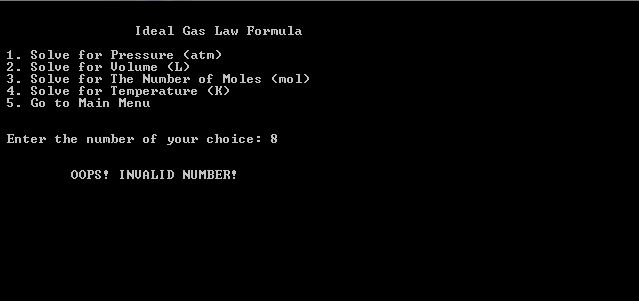 Ideal Gas Law Formula
1. Solve for Pressure (atm)
2. Solve for Volume (L)
3. Solve for The Number of Moles (mol)
4. Solve for Temperature (K)
5. Go to Main Menu
Enter the number of your choice: 8
OOPS! INVALID NUMBER!